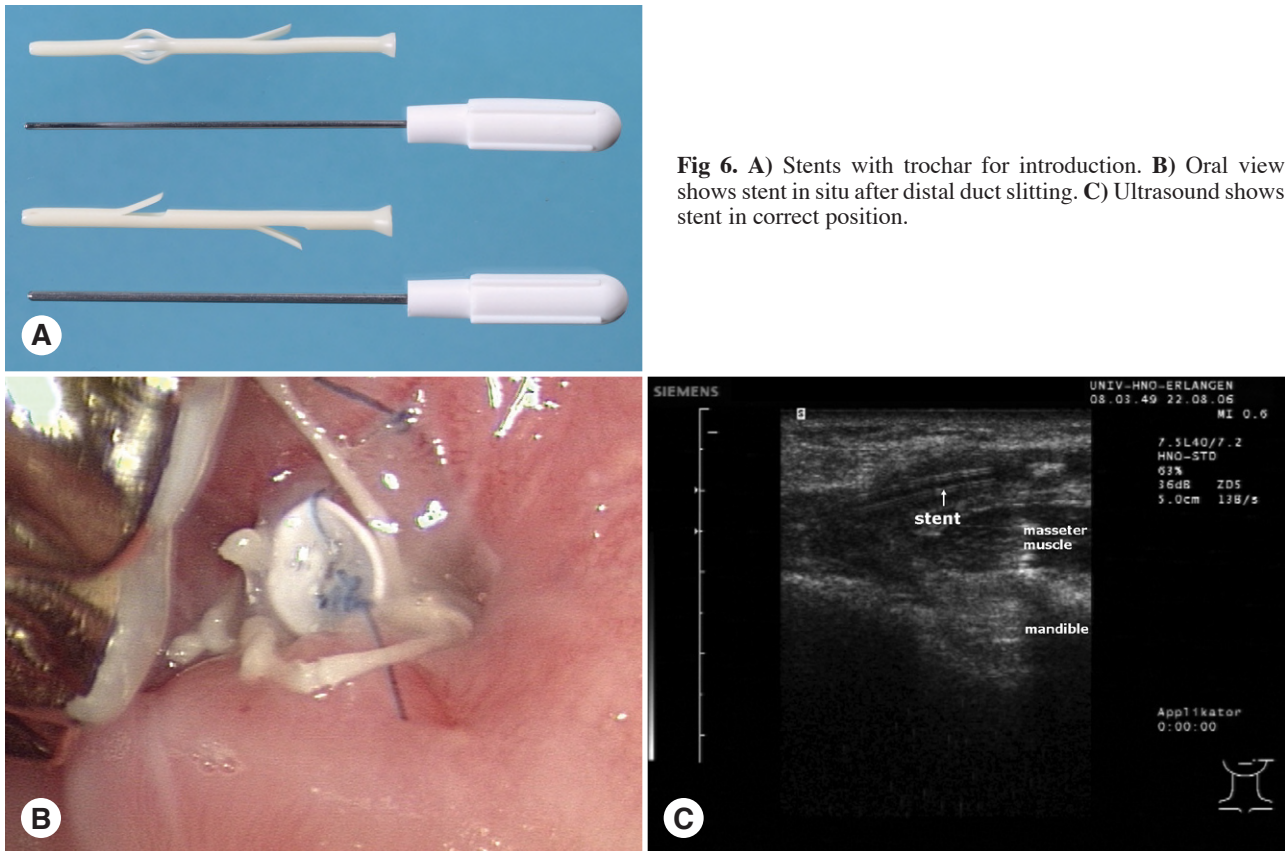 A
Fig 6. A) Stents with trochar for introduction. B) Oral view
shows stent in situ after distal duct slitting. C) Ultrasound shows
stent in correct position.
B
SIEMENS
UNIV-HNO-ERLANGEN
08.03.49 22.08.06
MI 0.6
S
7.5L40/7.2
HNO-STD
63%
36dB ZD5
5.0cm 13B/s
stent
masseter
muscle
mandible
Applikator
0:00:00
C